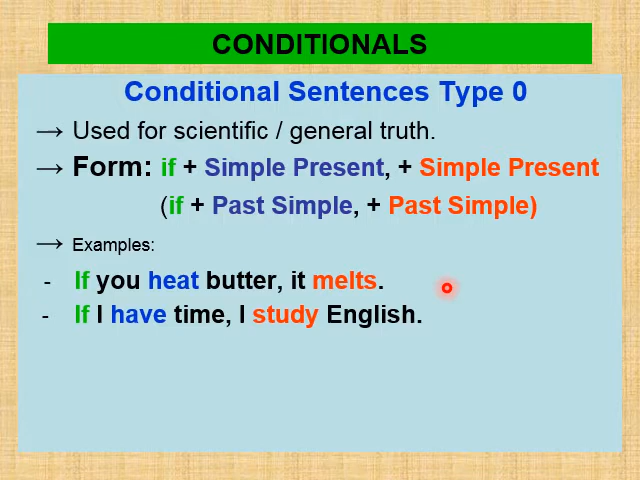 CONDITIONALS
Conditional Sentences Type 0
→ Used for scientific / general truth.
→ Form: if + Simple Present, + Simple Present
(if + Past Simple, + Past Simple)
→ Examples:
- If you heat butter, it melts.
- If I have time, I study English.